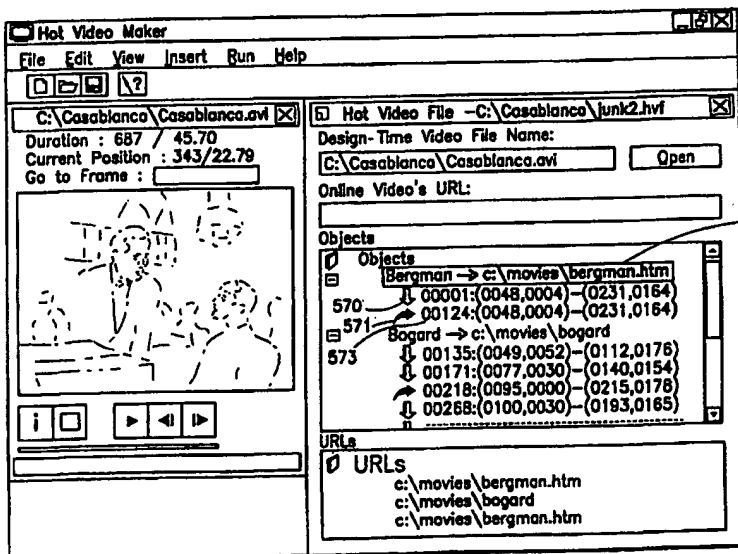 Hot Video Maker
File Edit View Insert Run Help
\?
C:\Casablanca\Casablanca.avi
Duration : 687 / 45.70
Current Position : 343/22.79
Go to Frame :
Hot Video File -C:\Casablanca\junk2.hvf
Design-Time Video File Name:
C:\Casablanca\Casablanca.avi Open
Online Video's URL:
Objects
Objects
Bergman → c:\movies\bergman.htm
570 00001:(0048,0004)-(0231,0164)
571 00124:(0048,0004)-(0231,0164)
573 Bogard → c:\movies\bogard
00135:(0049,0052)-(0112,0176)
00171:(0077,0030)-(0140,0154)
00218:(0095,0000)-(0215,0178)
00268:(0100,0030)-(0193,0165)
URLs
URLs
c:\movies\bergman.htm
c:\movies\bogard
c:\movies\bergman.htm